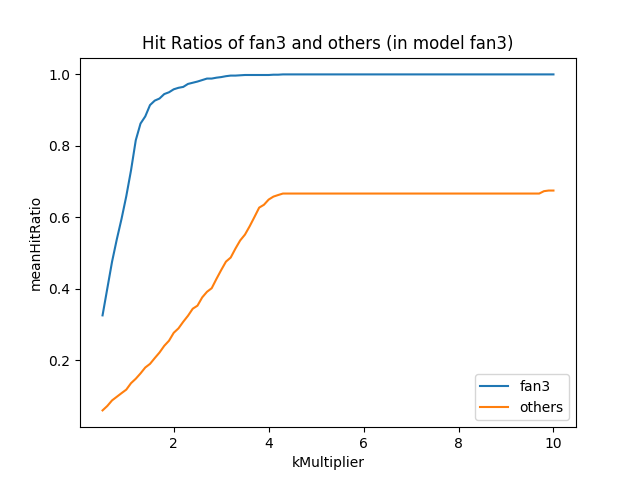 Hit Ratios of fan3 and others (in model fan3)
1.0
0.8
0.6
0.4
0.2
meanHitRatio
2
4
6
8
10
kMultiplier
fan3
others